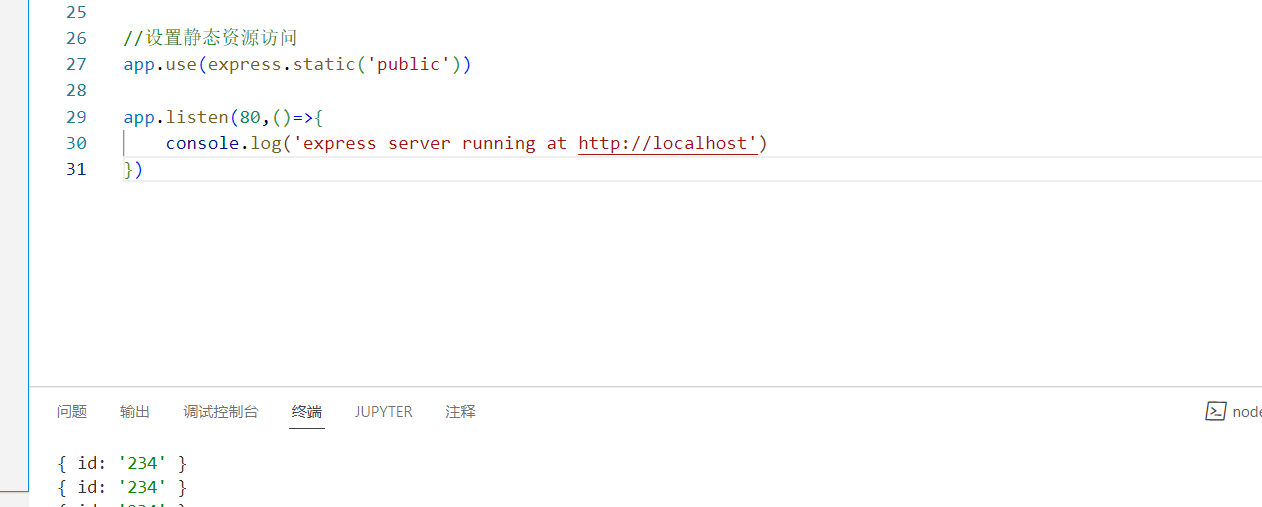 25
26 //设置静态资源访问
27 app.use(express.static('public'))
28
29 app.listen(80,()=>{
30 console.log('express server running at http://localhost')
31 })
问题 输出 调试控制台 终端 JUPYTER 注释 node
{ id: '234' }
{ id: '234' }
{ id: '234' }